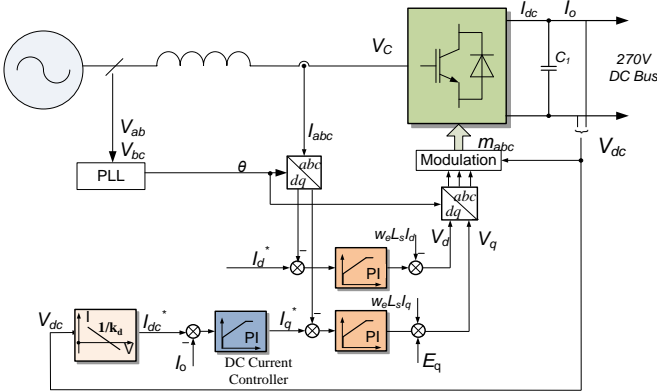 I_dc
I_o
V_C
C_1
270V
DC Bus
I_abc
V_ab
V_bc
m_abc
V_dc
PLL
θ
abc
dq
Modulation
abc
dq
w_eL_sI_d
V_d
V_q
I_d^*
PI
w_eL_sI_q
V_dc
I
1/k_d
V
I_dc^*
I_o
PI
I_q^*
PI
E_q
DC Current
Controller